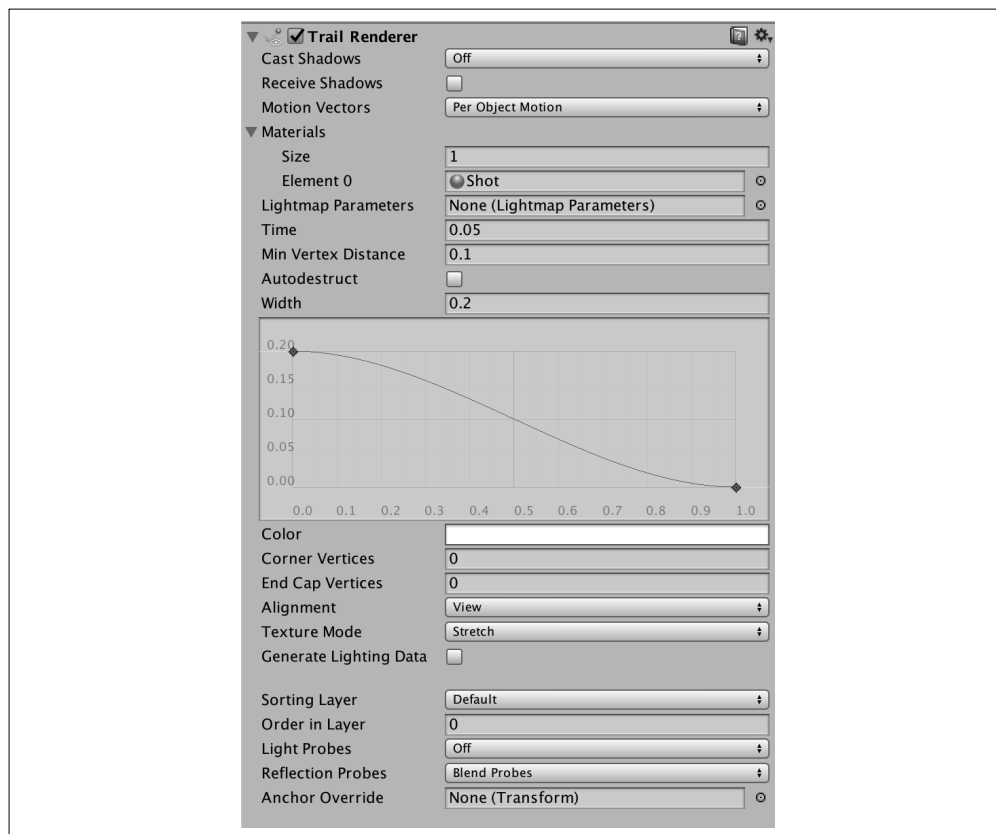 Trail Renderer
Cast Shadows Off
Receive Shadows
Motion Vectors Per Object Motion
Materials
Size 1
Element 0 Shot
Lightmap Parameters None (Lightmap Parameters)
Time 0.05
Min Vertex Distance 0.1
Autodestruct
Width 0.2
0.20
0.15
0.10
0.05
0.00
0.0 0.1 0.2 0.3 0.4 0.5 0.6 0.7 0.8 0.9 1.0
Color
Corner Vertices 0
End Cap Vertices 0
Alignment View
Texture Mode Stretch
Generate Lighting Data
Sorting Layer Default
Order in Layer 0
Light Probes Off
Reflection Probes Blend Probes
Anchor Override None (Transform)